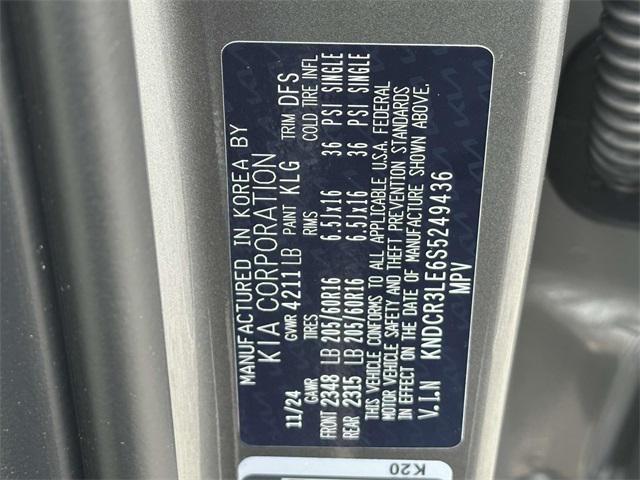 MANUFACTURED IN KOREA BY
KIA CORPORATION
11/24 GVWR 4211 LB PAINT KLG TRIM DFS
GAWR TIRES RIMS COLD TIRE INFL
FRONT 2348 LB 205/60R16 6.5Jx16 36 PSI SINGLE
REAR 2315 LB 205/60R16 6.5Jx16 36 PSI SINGLE
THIS VEHICLE CONFORMS TO ALL APPLICABLE U.S.A. FEDERAL
MOTOR VEHICLE SAFETY AND THEFT PREVENTION STANDARDS
IN EFFECT ON THE DATE OF MANUFACTURE SHOWN ABOVE.
V.I.N KNDCR3LE6S5249436
MPV
K20